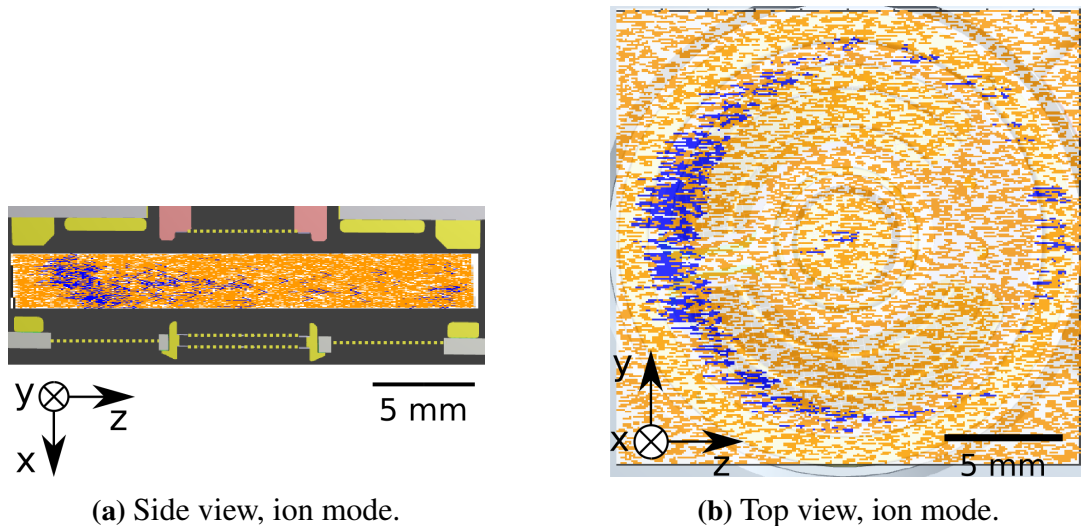 y
z
x
5 mm
(a) Side view, ion mode.
y
x
z
5 mm
(b) Top view, ion mode.